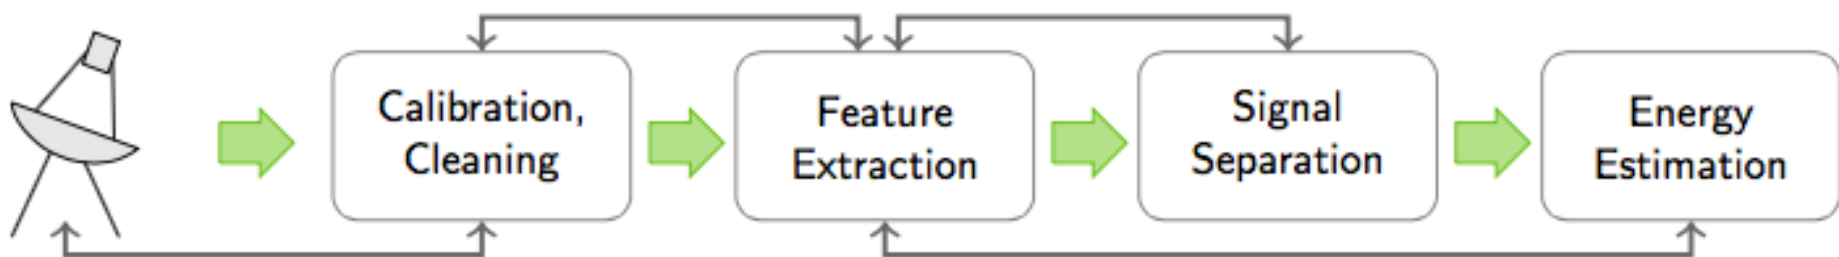 Calibration,
Cleaning
Feature
Extraction
Signal
Separation
Energy
Estimation